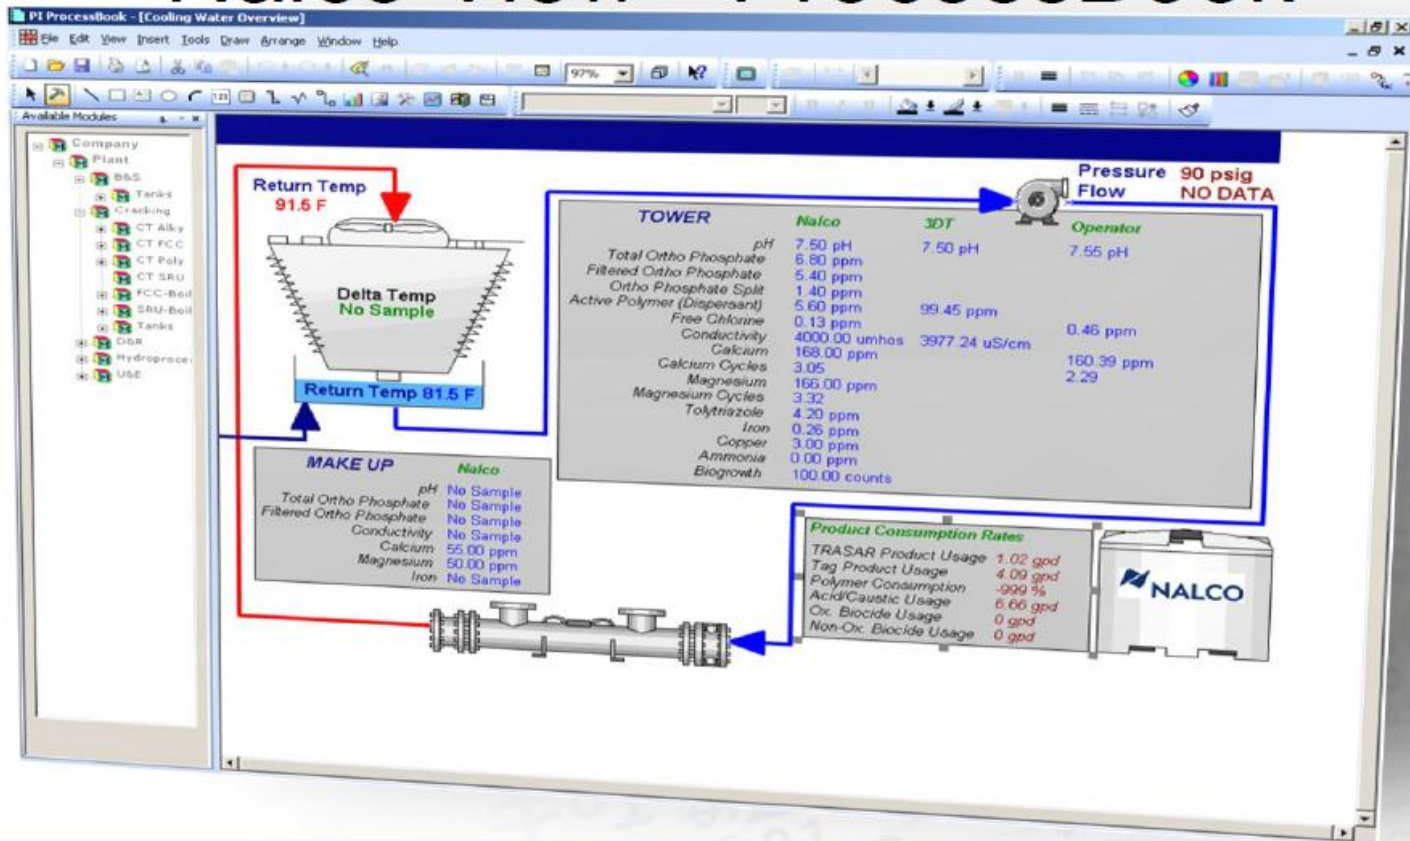 PI ProcessBook - [Cooling Water Overview]
File Edit View Insert Tools Draw Arrange Window Help
97%
Available Modules
Company
Plant
B&S
Tanks
Cracking
CT Alky
CT FCC
CT Poly
CT SRU
FCC-Boil
SRU-Boil
Tanks
D&R
Hydroproce
U&E
Return Temp
91.5 F
Delta Temp
No Sample
Return Temp 81.5 F
Pressure 90 psig
Flow NO DATA
TOWER Nalco 3DT Operator
pH 7.50 pH 7.50 pH 7.55 pH
Total Ortho Phosphate 6.80 ppm
Filtered Ortho Phosphate 5.40 ppm
Ortho Phosphate Split 1.40 ppm
Active Polymer (Dispersant) 5.60 ppm 99.45 ppm
Free Chlorine 0.13 ppm 0.46 ppm
Conductivity 4000.00 umhos 3977.24 uS/cm
Calcium 168.00 ppm 160.39 ppm
Calcium Cycles 3.05 2.29
Magnesium 166.00 ppm
Magnesium Cycles 3.32
Tolytriazole 4.20 ppm
Iron 0.26 ppm
Copper 3.00 ppm
Ammonia 0.00 ppm
Biogrowth 100.00 counts
MAKE UP Nalco
pH No Sample
Total Ortho Phosphate No Sample
Filtered Ortho Phosphate No Sample
Conductivity No Sample
Calcium 55.00 ppm
Magnesium 50.00 ppm
Iron No Sample
Product Consumption Rates
TRASAR Product Usage 1.02 gpd
Tag Product Usage 4.09 gpd
Polymer Consumption -999 %
Acid/Caustic Usage 6.66 gpd
Ox. Biocide Usage 0 gpd
Non-Ox. Biocide Usage 0 gpd
NALCO